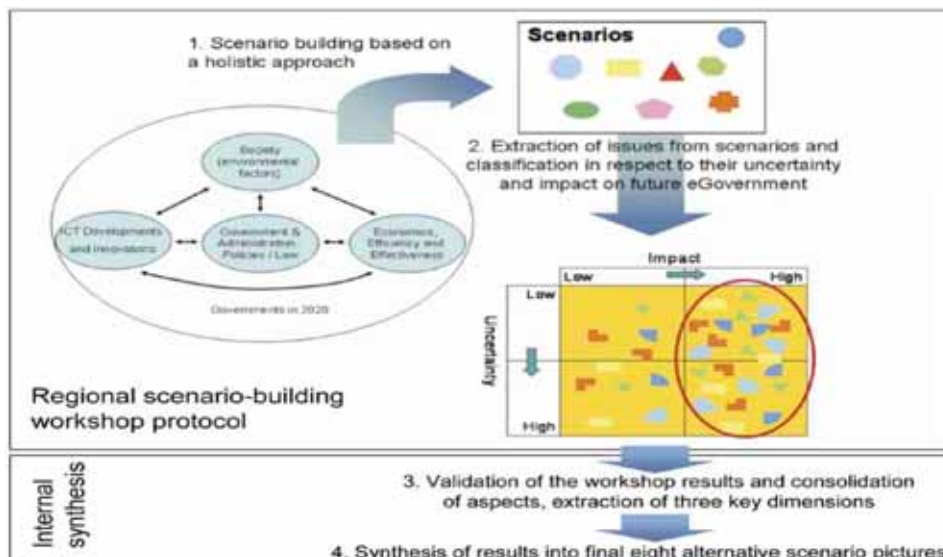 1. Scenario building based on
a holistic approach
Scenarios
2. Extraction of issues from scenarios and
classification in respect to their uncertainty
and impact on future eGovernment
Society
(environmental
factors)
ICT Developments
and Innovations
Government &
Administration
Policies / Law
Economics,
Efficiency and
Effectiveness
Governments in 2020
Impact
Low
High
Low
Uncertainty
High
Regional scenario-building
workshop protocol
Internal
synthesis
3. Validation of the workshop results and consolidation
of aspects, extraction of three key dimensions
4. Synthesis of results into final eight alternative scenario pictures